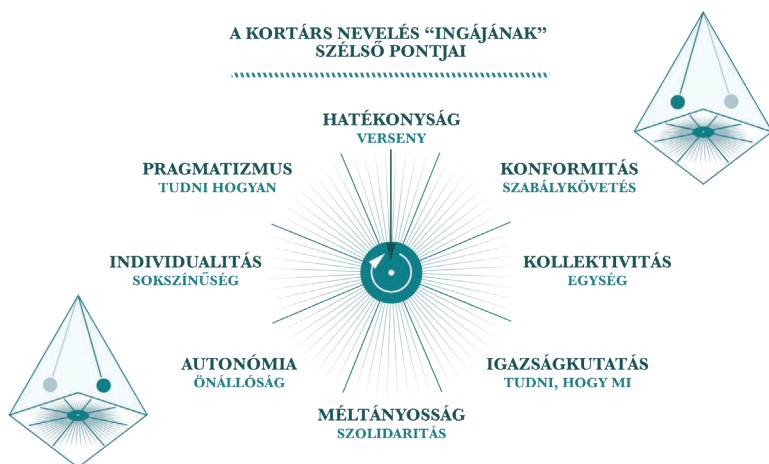 A KORTÁRS NEVELÉS “INGÁJÁNAK”
SZÉLSŐ PONTJAI
HATÉKONYSÁG
VERSENY
PRAGMATIZMUS
TUDNI HOGYAN
KONFORMITÁS
SZABÁLYKÖVETÉS
INDIVIDUALITÁS
SOKSZÍNŰSÉG
KOLLEKTIVITÁS
EGYSÉG
AUTONÓMIA
ÖNÁLLÓSÁG
IGAZSÁGKUTATÁS
TUDNI, HOGY MI
MÉLTÁNYOSSÁG
SZOLIDARITÁS